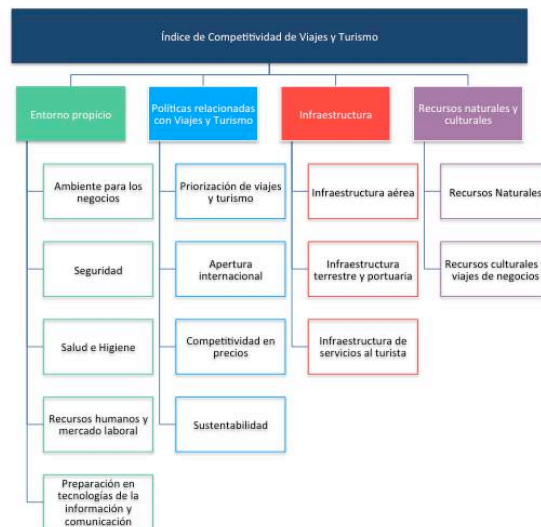 Índice de Competitividad de Viajes y Turismo
Entorno propicio
Ambiente para los
negocios
Seguridad
Salud e Higiene
Recursos humanos y
mercado laboral
Preparación en
tecnologías de la
información y
comunicación
Políticas relacionadas
con Viajes y Turismo
Priorización de viajes
y turismo
Apertura
internacional
Competitividad en
precios
Sustentabilidad
Infraestructura
Infraestructura aérea
Infraestructura
terrestre y portuaria
Infraestructura de
servicios al turista
Recursos naturales y
culturales
Recursos Naturales
Recursos culturales
viajes de negocios